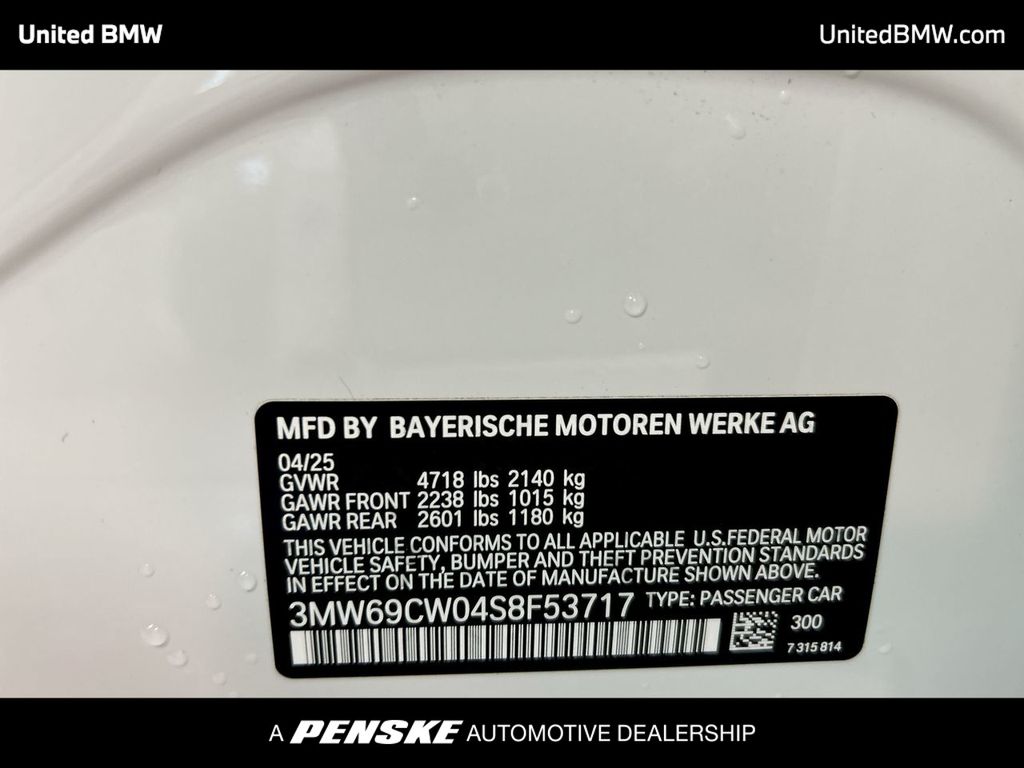 United BMW
UnitedBMW.com
MFD BY BAYERISCHE MOTOREN WERKE AG
04/25
GVWR 4718 lbs 2140 kg
GAWR FRONT 2238 lbs 1015 kg
GAWR REAR 2601 lbs 1180 kg
THIS VEHICLE CONFORMS TO ALL APPLICABLE U.S.FEDERAL MOTOR
VEHICLE SAFETY, BUMPER AND THEFT PREVENTION STANDARDS
IN EFFECT ON THE DATE OF MANUFACTURE SHOWN ABOVE.
3MW69CW04S8F53717 TYPE: PASSENGER CAR
300
7 315 814
A PENSKE AUTOMOTIVE DEALERSHIP